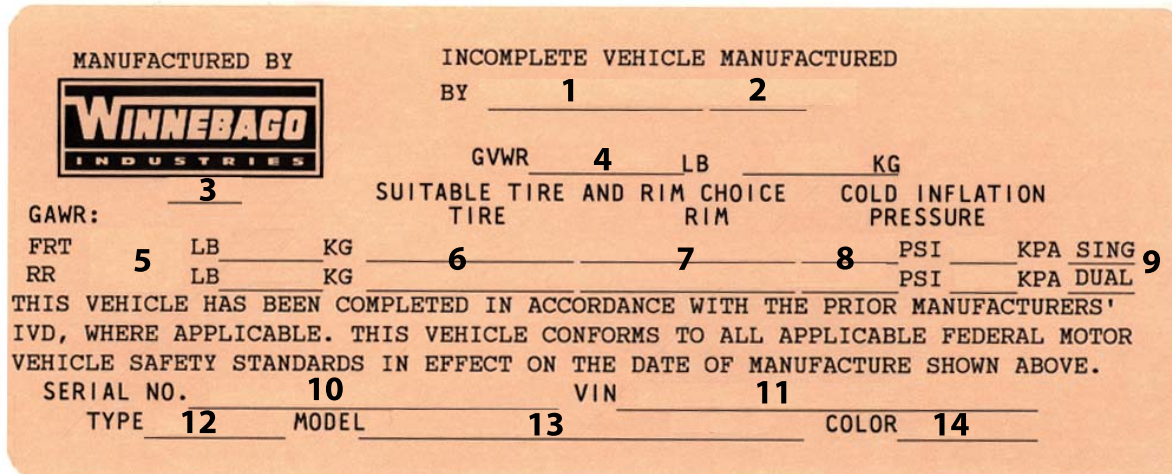 MANUFACTURED BY
WINNEBAGO
INDUSTRIES
3
INCOMPLETE VEHICLE MANUFACTURED
BY 1 2
GVWR 4 LB KG
SUITABLE TIRE AND RIM CHOICE COLD INFLATION
GAWR: TIRE RIM PRESSURE
FRT LB KG PSI KPA SING
5 6 7 8 9
RR LB KG PSI KPA DUAL
THIS VEHICLE HAS BEEN COMPLETED IN ACCORDANCE WITH THE PRIOR MANUFACTURERS'
IVD, WHERE APPLICABLE. THIS VEHICLE CONFORMS TO ALL APPLICABLE FEDERAL MOTOR
VEHICLE SAFETY STANDARDS IN EFFECT ON THE DATE OF MANUFACTURE SHOWN ABOVE.
SERIAL NO. 10 VIN 11
TYPE 12 MODEL 13 COLOR 14